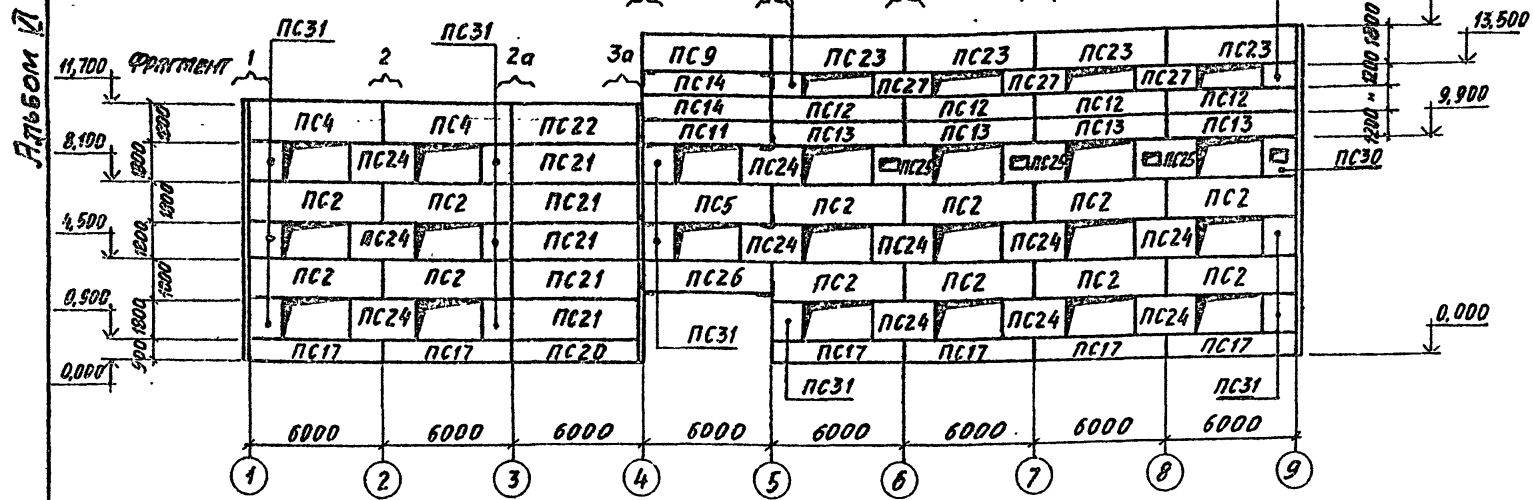 Альбом VI
13,500
ПС31 ПС31
Фрагмент 1 2 2а 3а
ПС9 ПС23 ПС23 ПС23 ПС23
11,700
ПС14 ПС27 ПС27 ПС27
9,900
ПС14 ПС12 ПС12 ПС12 ПС12
ПС4 ПС4 ПС22 ПС11 ПС13 ПС13 ПС13 ПС13
8,100
ПС24 ПС21 ПС24 ПС25 ПС25 ПС25 ПС30
ПС2 ПС2 ПС21 ПС5 ПС2 ПС2 ПС2 ПС2
4,500
1200
ПС24 ПС21 ПС24 ПС24 ПС24 ПС24
ПС2 ПС2 ПС21 ПС26 ПС2 ПС2 ПС2 ПС2
0,900
1800
ПС24 ПС21 ПС31 ПС24 ПС24 ПС24
0,000
900
ПС17 ПС17 ПС20 ПС17 ПС17 ПС17 ПС17
0,000
ПС31 ПС31
6000 6000 6000 6000 6000 6000 6000 6000
1 2 3 4 5 6 7 8 9